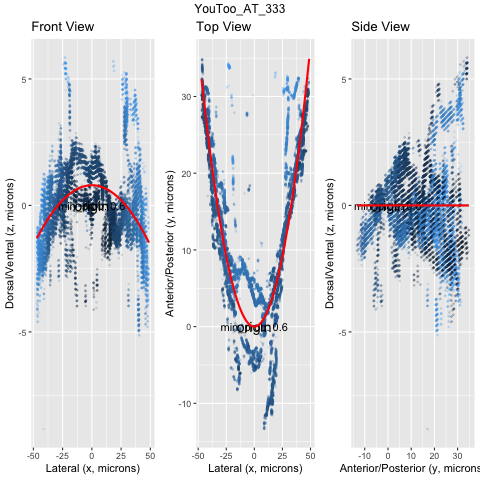 YouToo_AT_333
Front View
Top View
Side View
5
0
-5
-50
-25
0
25
50
Lateral (x, microns)
Dorsal/Ventral (z, microns)
30
20
10
0
-10
-50
-25
0
25
50
Lateral (x, microns)
Anterior/Posterior (y, microns)
5
0
-5
-10
0
10
20
30
Anterior/Posterior (y, microns)
Dorsal/Ventral (z, microns)